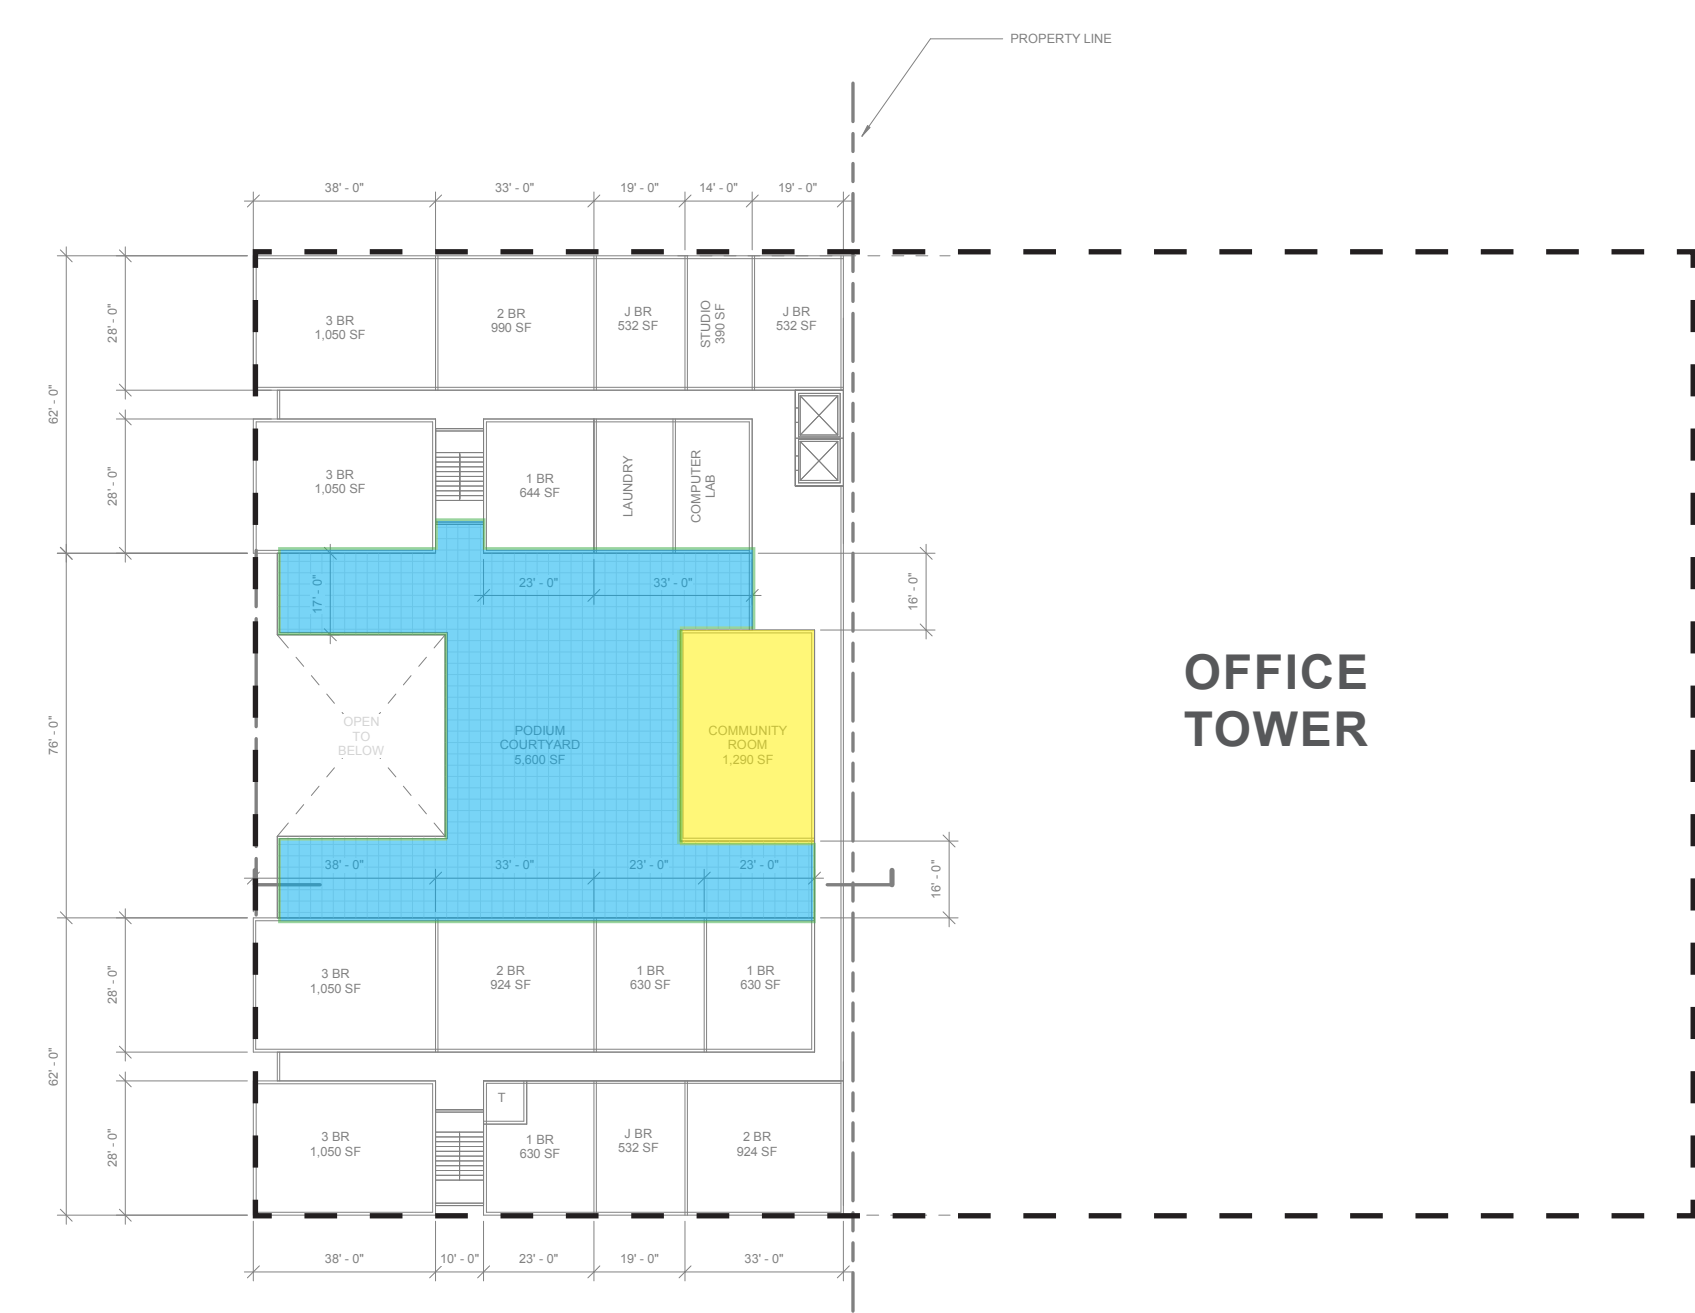 PROPERTY LINE
38' - 0"
33' - 0"
19' - 0"
14' - 0"
19' - 0"
62' - 0"
28' - 0"
3 BR
1,050 SF
2 BR
990 SF
J BR
532 SF
STUDIO
390 SF
J BR
532 SF
28' - 0"
3 BR
1,050 SF
1 BR
644 SF
LAUNDRY
COMPUTER
LAB
17' - 0"
23' - 0"
33' - 0"
16' - 0"
76' - 0"
OPEN
TO
BELOW
PODIUM
COURTYARD
5,600 SF
COMMUNITY
ROOM
1,290 SF
OFFICE
TOWER
38' - 0"
33' - 0"
23' - 0"
23' - 0"
16' - 0"
62' - 0"
28' - 0"
3 BR
1,050 SF
2 BR
924 SF
1 BR
630 SF
1 BR
630 SF
28' - 0"
3 BR
1,050 SF
T
1 BR
630 SF
J BR
532 SF
2 BR
924 SF
38' - 0"
10' - 0"
23' - 0"
19' - 0"
33' - 0"